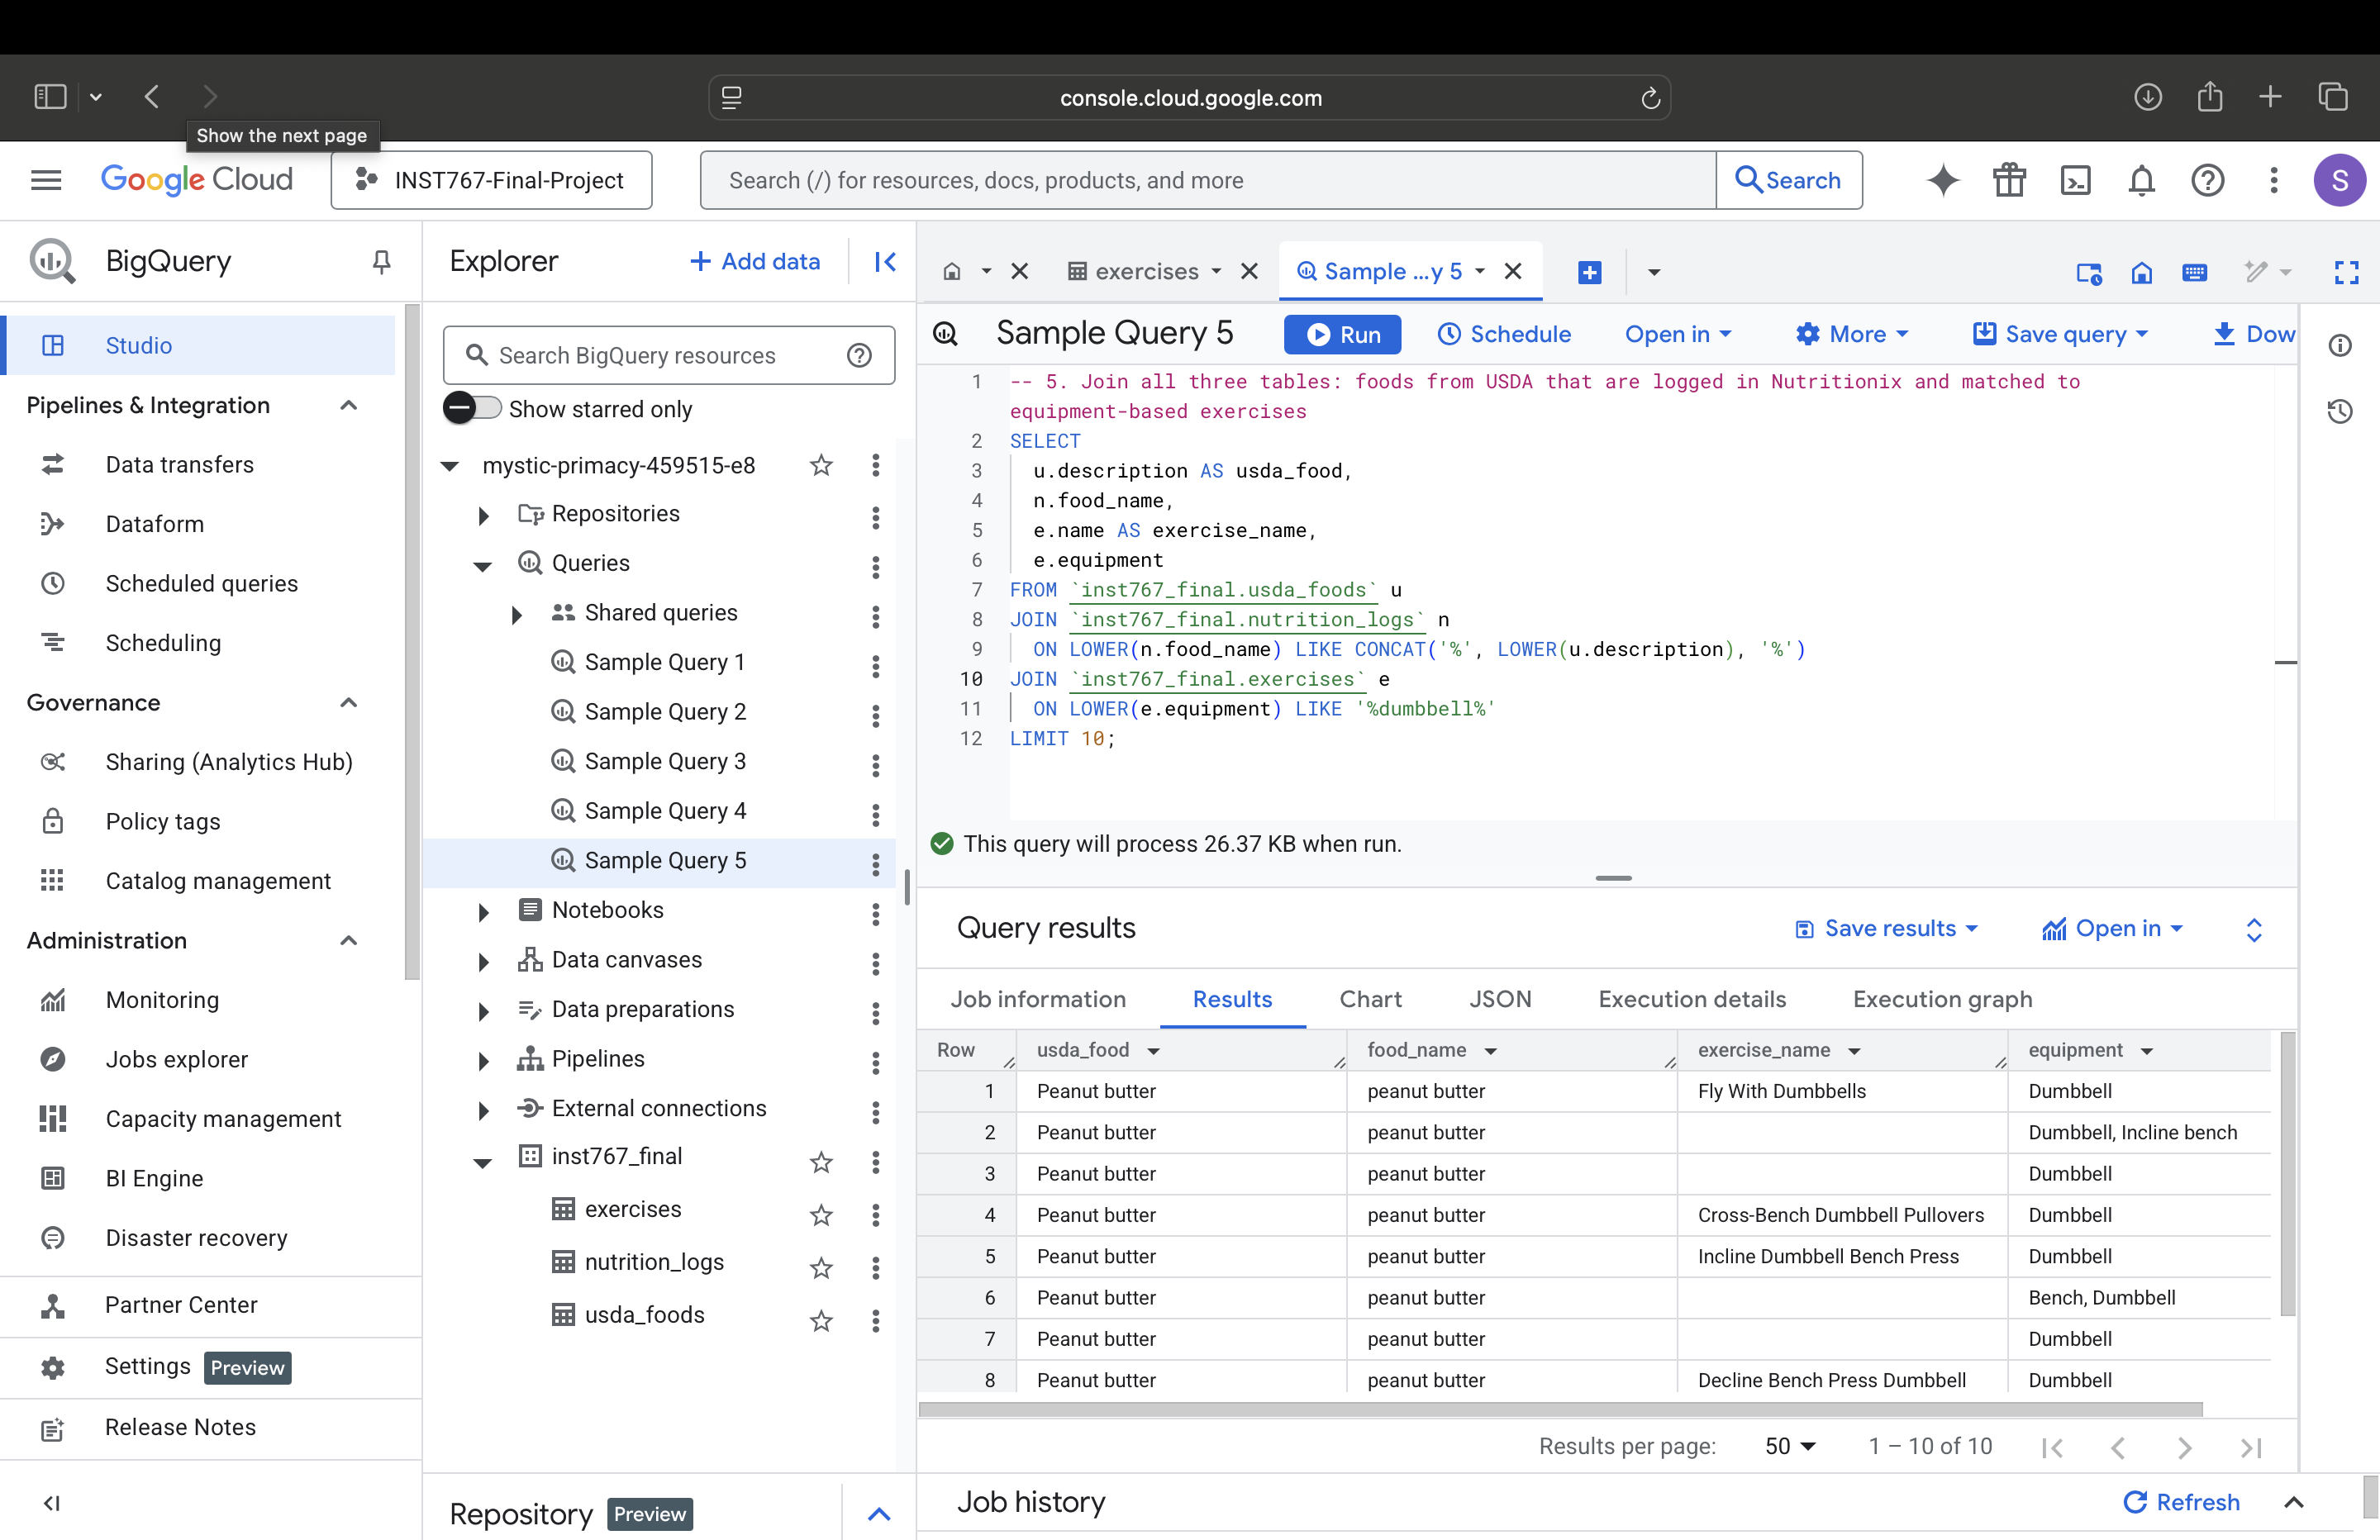 console.cloud.google.com
Show the next page
Google Cloud
INST767-Final-Project
Search (/) for resources, docs, products, and more
Search
S
BigQuery
Studio
Pipelines & Integration
Data transfers
Dataform
Scheduled queries
Scheduling
Governance
Sharing (Analytics Hub)
Policy tags
Catalog management
Administration
Monitoring
Jobs explorer
Capacity management
BI Engine
Disaster recovery
Partner Center
Settings Preview
Release Notes
Explorer
+ Add data
Search BigQuery resources
Show starred only
mystic-primacy-459515-e8
Repositories
Queries
Shared queries
Sample Query 1
Sample Query 2
Sample Query 3
Sample Query 4
Sample Query 5
Notebooks
Data canvases
Data preparations
Pipelines
External connections
inst767_final
exercises
nutrition_logs
usda_foods
Repository Preview
exercises
Sample ...y 5
Sample Query 5
Run
Schedule
Open in
More
Save query
Dow
1 -- 5. Join all three tables: foods from USDA that are logged in Nutritionix and matched to
equipment-based exercises
2 SELECT
3 u.description AS usda_food,
4 n.food_name,
5 e.name AS exercise_name,
6 e.equipment
7 FROM `inst767_final.usda_foods` u
8 JOIN `inst767_final.nutrition_logs` n
9 ON LOWER(n.food_name) LIKE CONCAT('%', LOWER(u.description), '%')
10 JOIN `inst767_final.exercises` e
11 ON LOWER(e.equipment) LIKE '%dumbbell%'
12 LIMIT 10;
This query will process 26.37 KB when run.
Query results
Save results
Open in
Job information Results Chart JSON Execution details Execution graph
Row usda_food food_name exercise_name equipment
1 Peanut butter peanut butter Fly With Dumbbells Dumbbell
2 Peanut butter peanut butter Dumbbell, Incline bench
3 Peanut butter peanut butter Dumbbell
4 Peanut butter peanut butter Cross-Bench Dumbbell Pullovers Dumbbell
5 Peanut butter peanut butter Incline Dumbbell Bench Press Dumbbell
6 Peanut butter peanut butter Bench, Dumbbell
7 Peanut butter peanut butter Dumbbell
8 Peanut butter peanut butter Decline Bench Press Dumbbell Dumbbell
Results per page: 50 1 – 10 of 10
Job history
Refresh